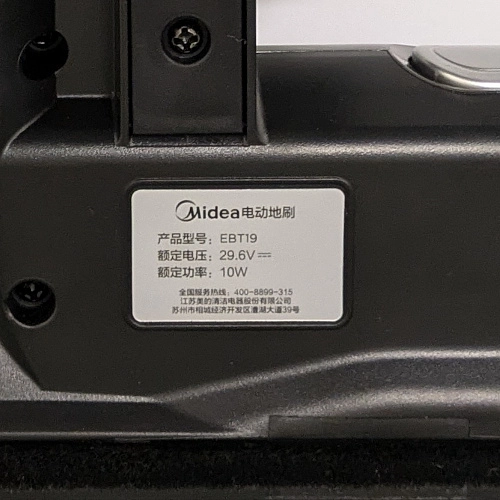 Midea电动地刷
产品型号：EBT19
额定电压：29.6V⎓
额定功率：10W
全国服务热线：400-8899-315
江苏美的清洁电器股份有限公司
苏州市相城经济开发区漕湖大道39号